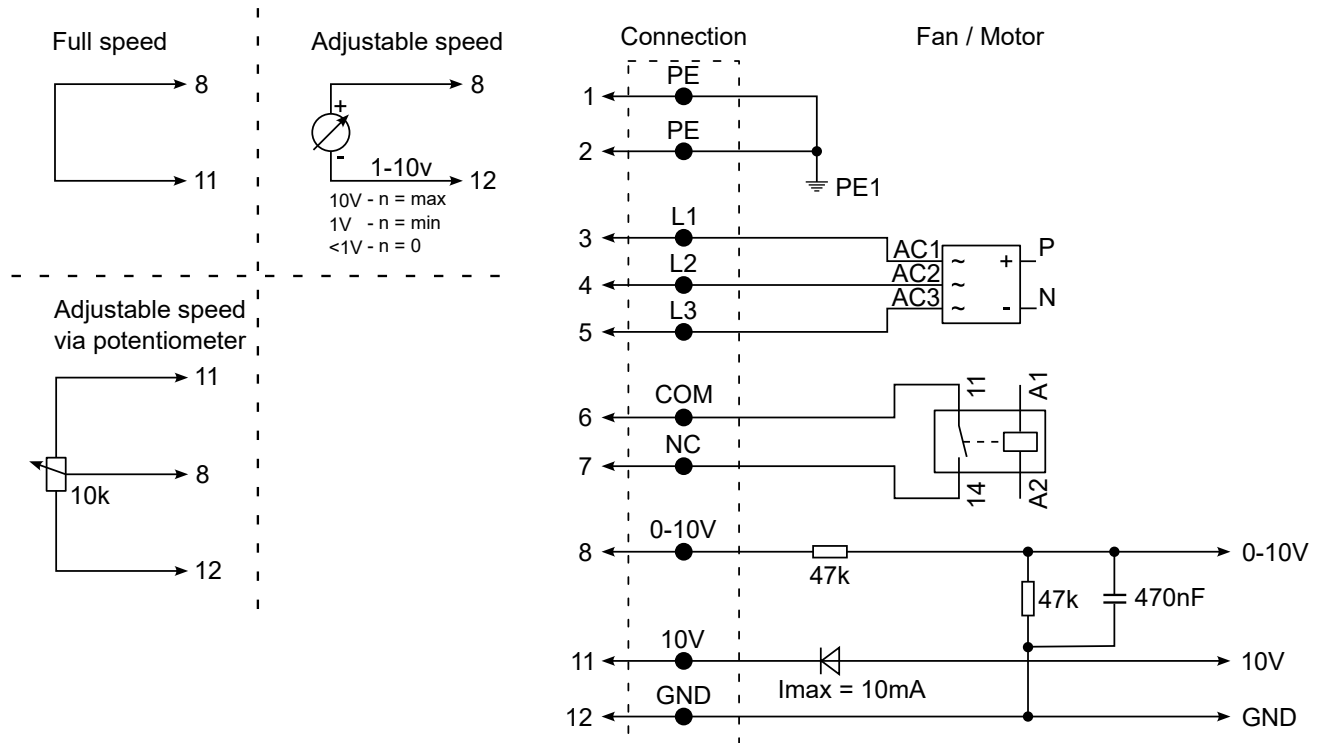 Full speed
8
11
Adjustable speed
+
8
-
1-10v
12
10V - n = max
1V - n = min
<1V - n = 0
Adjustable speed
via potentiometer
11
8
10k
12
Connection
Fan / Motor
PE
1
PE
2
PE1
L1
3
AC1
~
+
P
L2
4
AC2
~
AC3
~
-
N
L3
5
COM
6
11
A1
NC
7
14
A2
0-10V
8
47k
0-10V
47k
470nF
10V
11
10V
Imax = 10mA
GND
12
GND